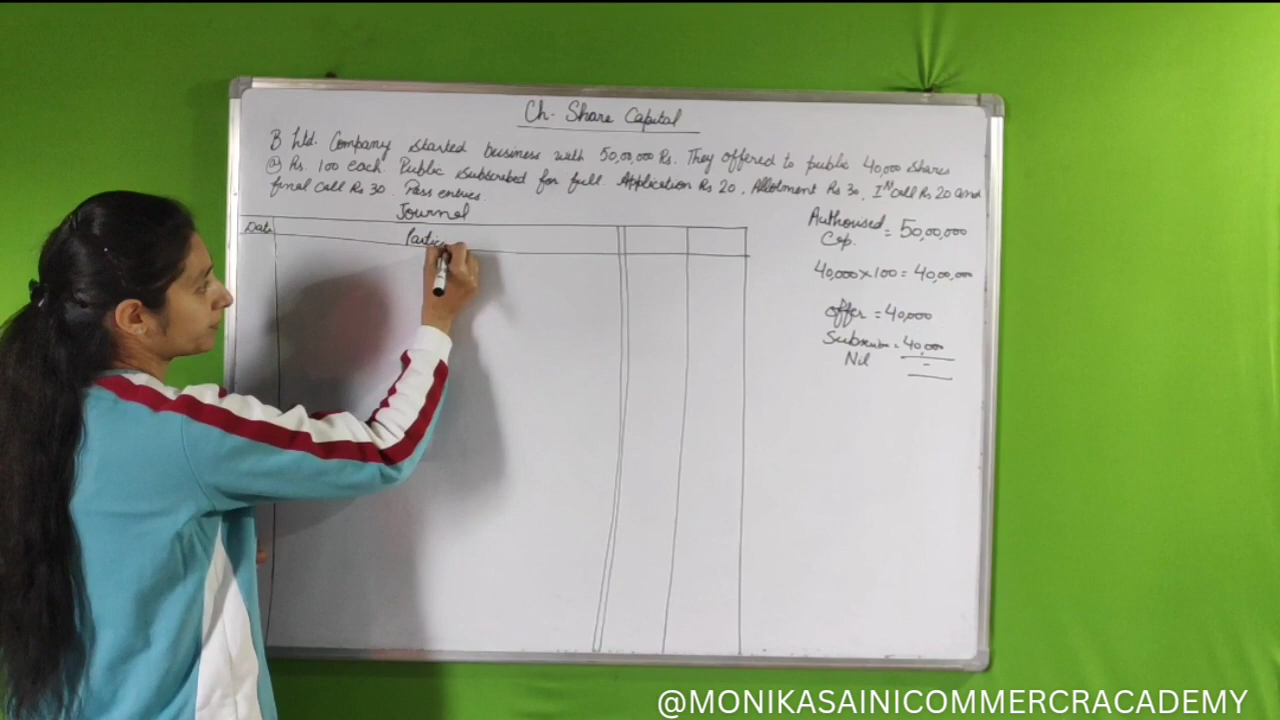 Ch- Share Capital
B Ltd. Company started business with 50,00,000 Rs. They offered to public 40,000 shares
@ Rs. 100 each. Public subscribed for full. Application Rs 20, Allotment Rs 30, Ist Call Rs 20 and
final Call Rs 30. Pass entries.
Journal
Date
Partic
Authorised
Cap. = 50,00,000
40,000 x 100 = 40,00,000
offer = 40,000
Subscribe = 40,000
Nil -
@MONIKASAINICOMMERCRACADEMY